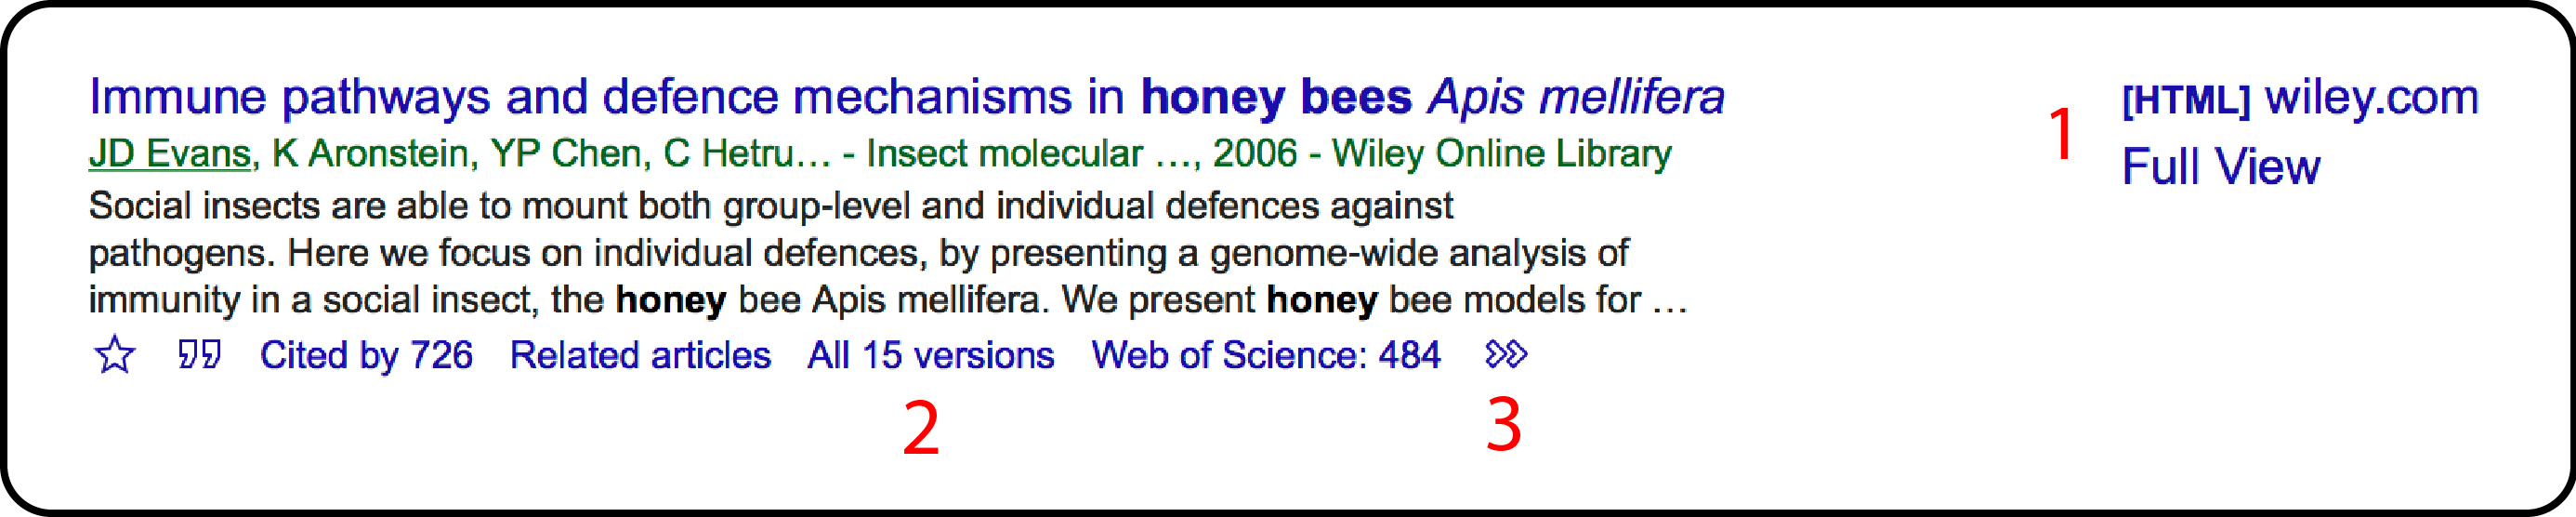 Immune pathways and defence mechanisms in honey bees Apis mellifera
JD Evans, K Aronstein, YP Chen, C Hetru… - Insect molecular …, 2006 - Wiley Online Library
Social insects are able to mount both group-level and individual defences against
pathogens. Here we focus on individual defences, by presenting a genome-wide analysis of
immunity in a social insect, the honey bee Apis mellifera. We present honey bee models for …
Cited by 726 Related articles All 15 versions Web of Science: 484
2 3
1
[HTML] wiley.com
Full View